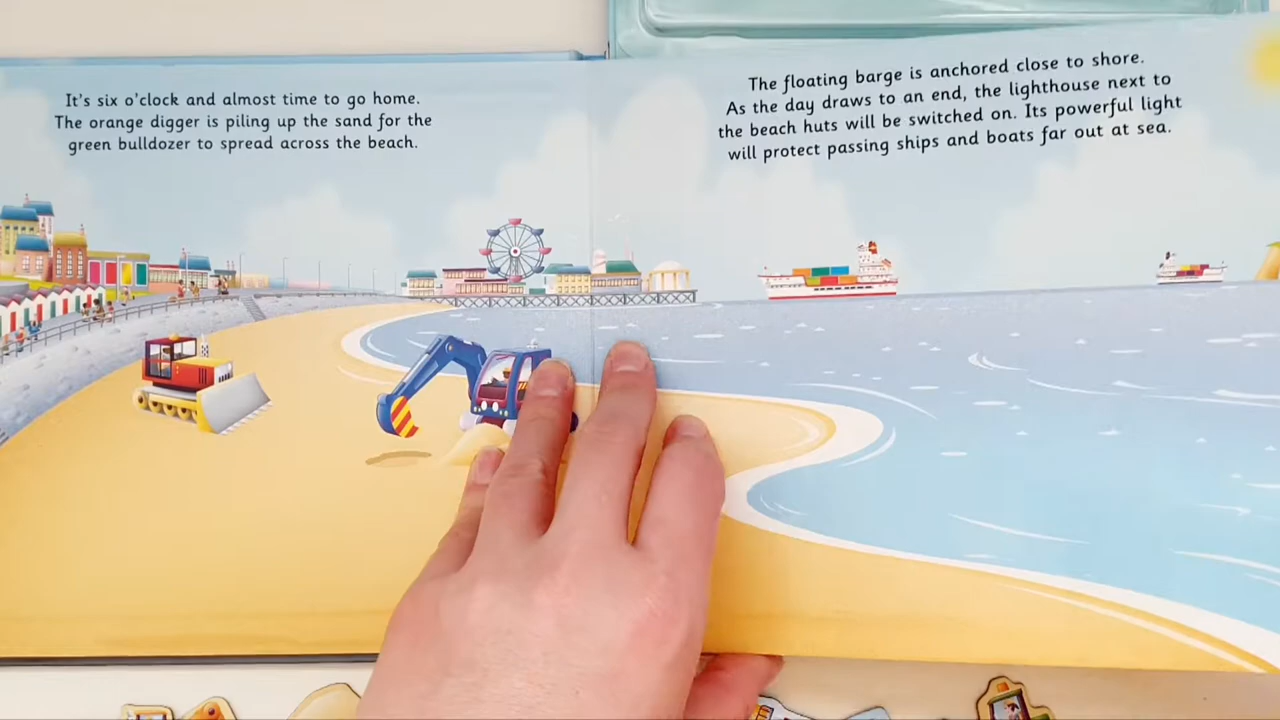 It's six o'clock and almost time to go home.
The orange digger is piling up the sand for the
green bulldozer to spread across the beach.
The floating barge is anchored close to shore.
As the day draws to an end, the lighthouse next to
the beach huts will be switched on. Its powerful light
will protect passing ships and boats far out at sea.